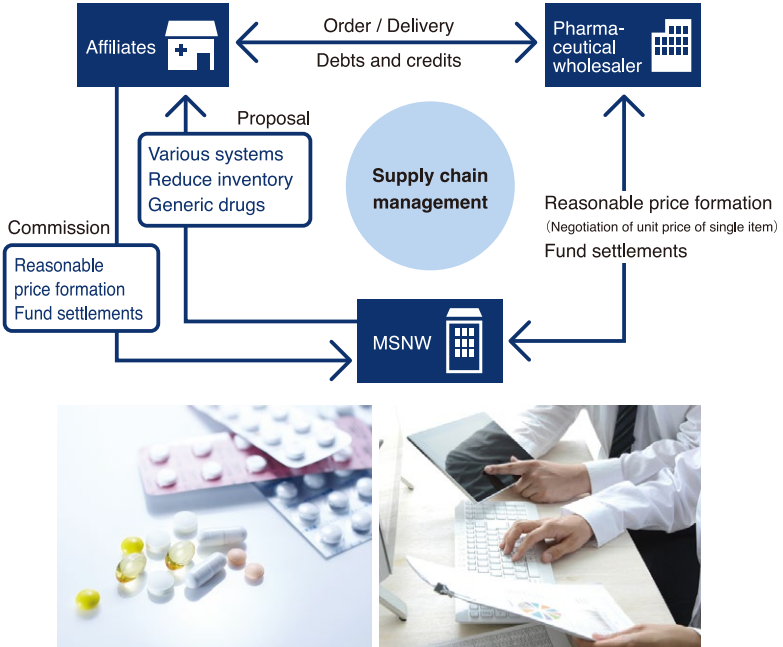 Affiliates
Order / Delivery
Debts and credits
Pharma-
ceutical
wholesaler
Proposal
Various systems
Reduce inventory
Generic drugs
Supply chain
management
Commission
Reasonable
price formation
Fund settlements
Reasonable price formation
(Negotiation of unit price of single item)
Fund settlements
MSNW